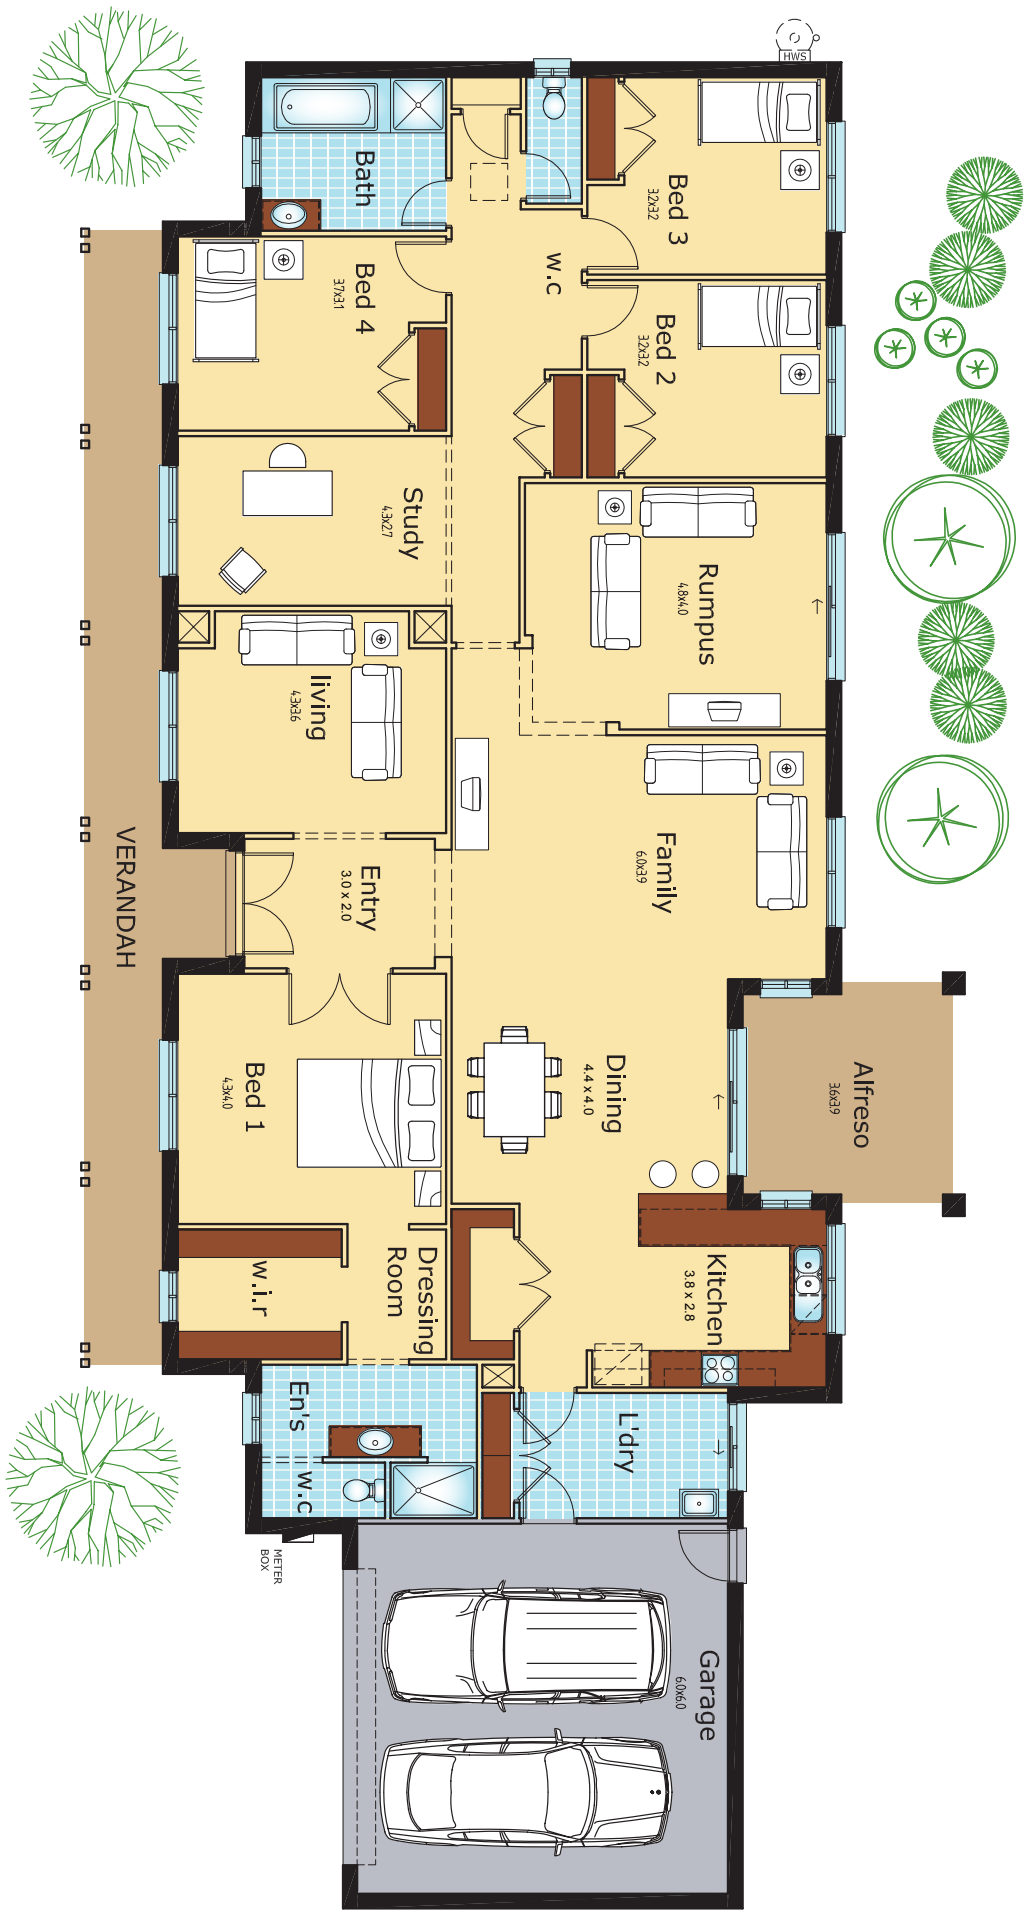 HWS
Bath
Bed 3
3.2x3.2
w.c
Bed 4
3.7x3.1
Bed 2
3.2x3.2
Study
4.3x2.7
Rumpus
4.8x4.0
living
4.3x3.6
VERANDAH
Entry
3.0 x 2.0
Family
6.0x3.9
Bed 1
4.3x4.0
Dining
4.4 x 4.0
Alfreso
3.6x3.9
w.i.r
Dressing
Room
Kitchen
3.8 x 2.8
En's
w.c
L'dry
METER
BOX
Garage
6.0x6.0